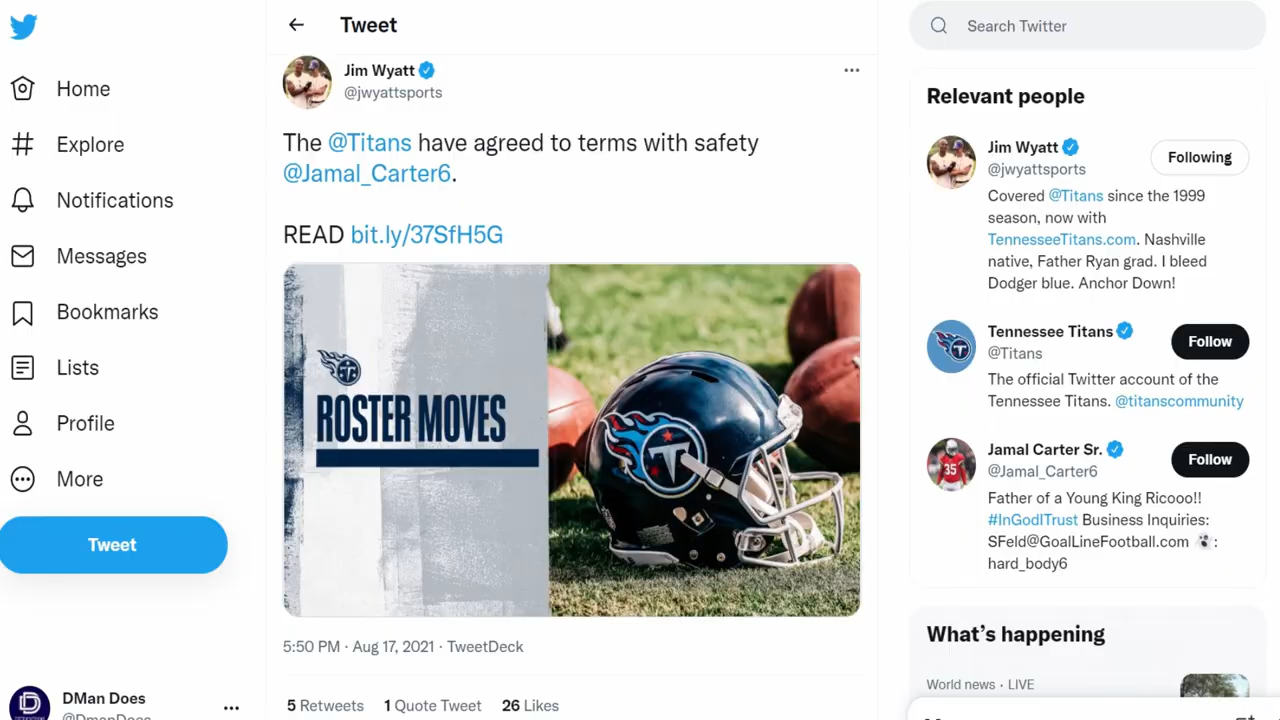 Tweet
Search Twitter
Home
Explore
Notifications
Messages
Bookmarks
Lists
Profile
More
Tweet
DMan Does
@DmanDoes
Jim Wyatt
@jwyattsports
The @Titans have agreed to terms with safety
@Jamal_Carter6.
READ bit.ly/37SfH5G
ROSTER MOVES
5:50 PM · Aug 17, 2021 · TweetDeck
5 Retweets 1 Quote Tweet 26 Likes
Relevant people
Jim Wyatt
@jwyattsports
Following
Covered @Titans since the 1999
season, now with
TennesseeTitans.com. Nashville
native, Father Ryan grad. I bleed
Dodger blue. Anchor Down!
Tennessee Titans
@Titans
Follow
The official Twitter account of the
Tennessee Titans. @titanscommunity
Jamal Carter Sr.
@Jamal_Carter6
Follow
35
Father of a Young King Ricooo!!
#InGodITrust Business Inquiries:
SFeld@GoalLineFootball.com :
hard_body6
What's happening
World news · LIVE